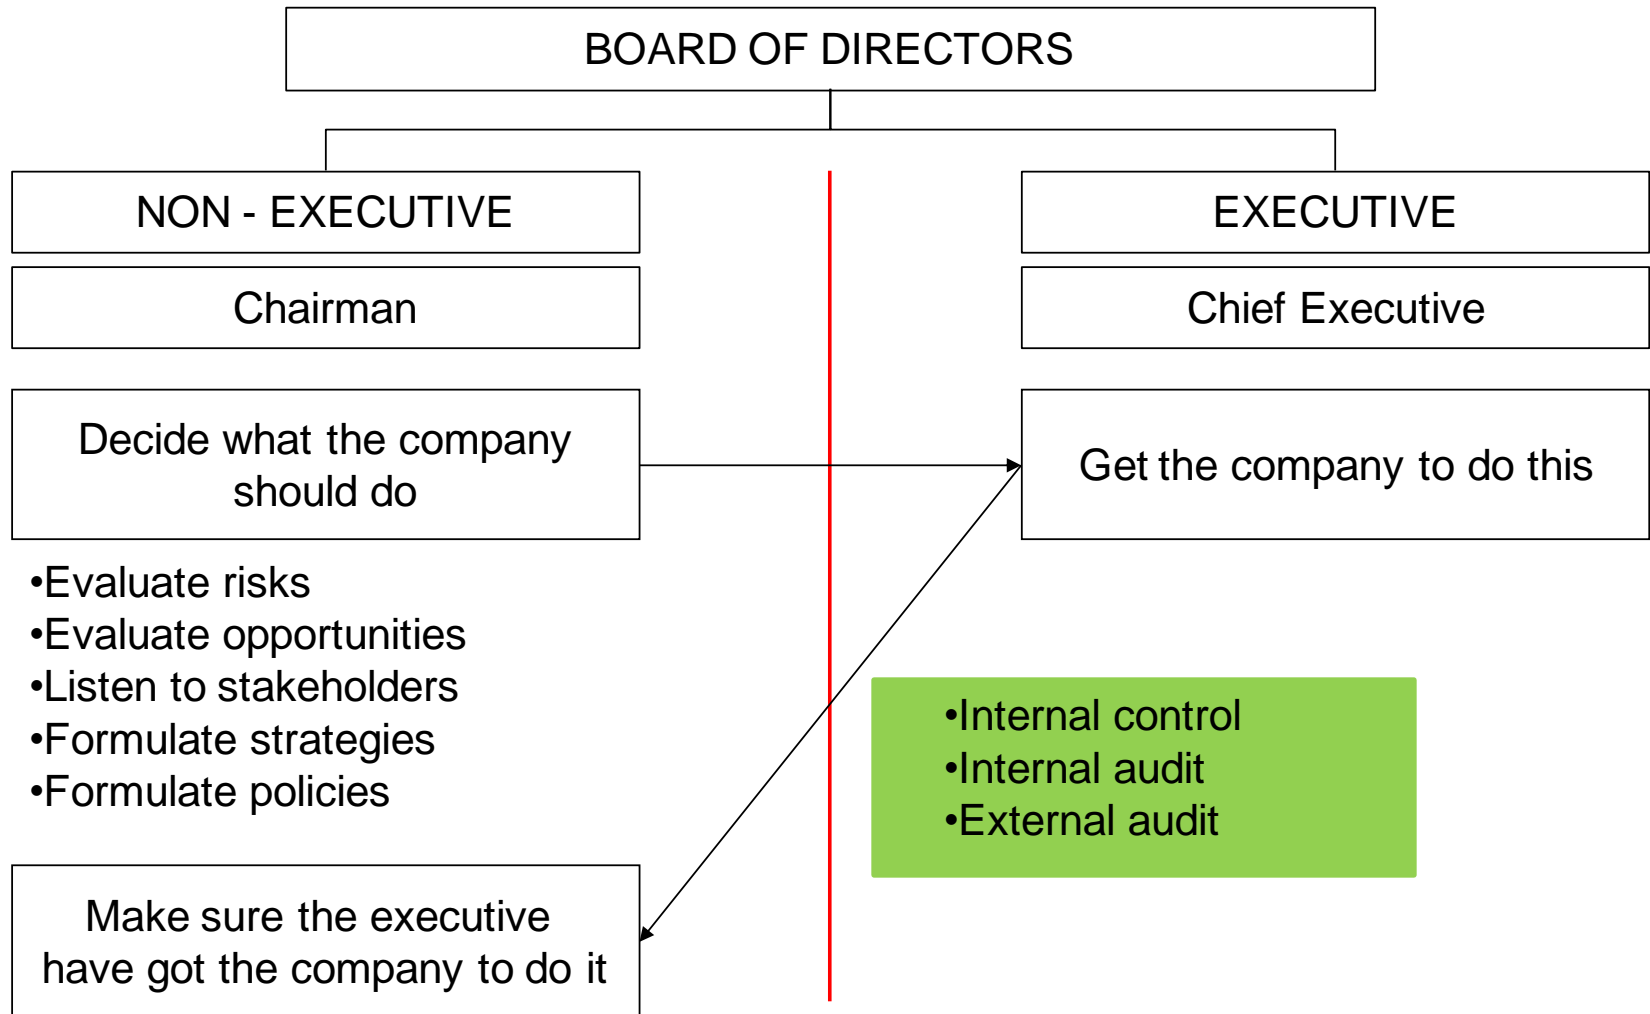 BOARD OF DIRECTORS
NON - EXECUTIVE
EXECUTIVE
Chairman
Chief Executive
Decide what the company
should do
Get the company to do this
•Evaluate risks
•Evaluate opportunities
•Listen to stakeholders
•Formulate strategies
•Formulate policies
•Internal control
•Internal audit
•External audit
Make sure the executive
have got the company to do it